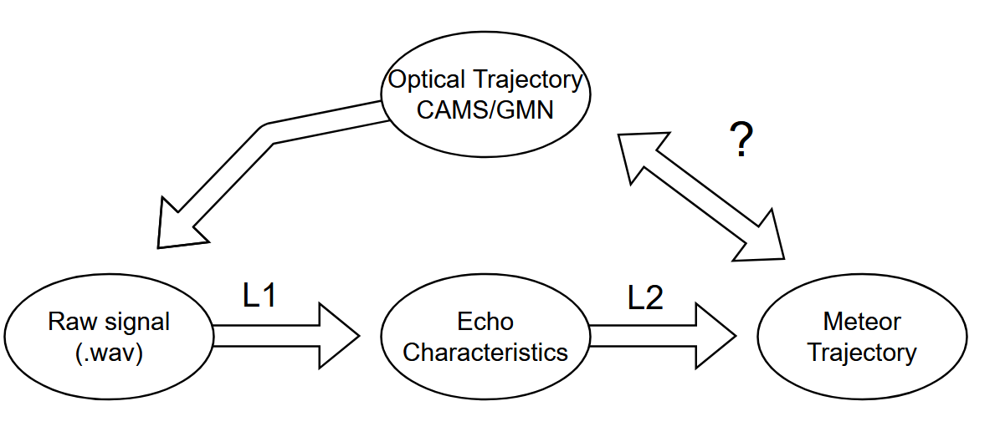 Optical Trajectory
CAMS/GMN
?
L1
L2
Raw signal
(.wav)
Echo
Characteristics
Meteor
Trajectory